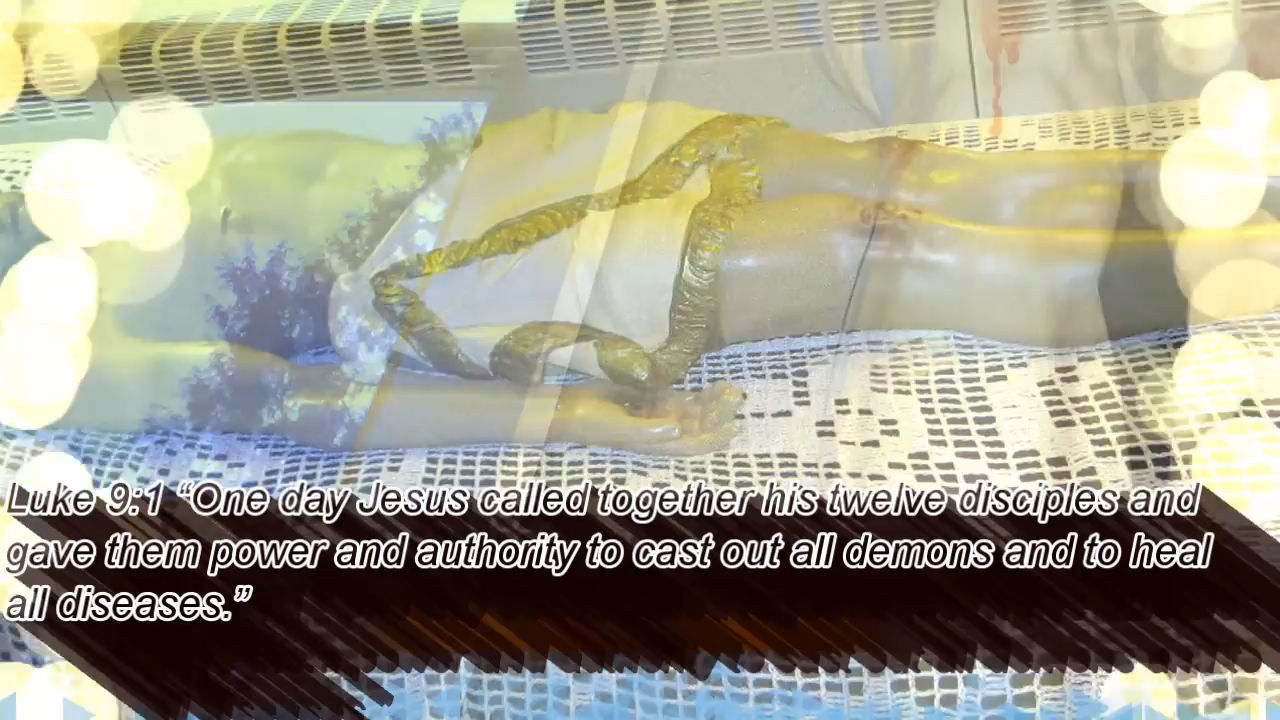 Luke 9:1 “One day Jesus called together his twelve disciples and
gave them power and authority to cast out all demons and to heal
all diseases.”